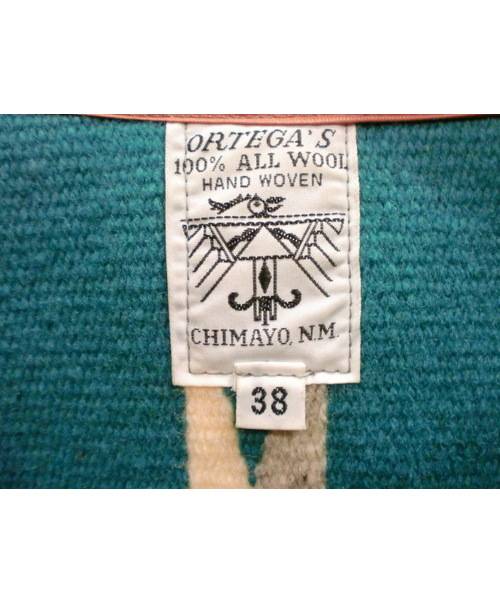 ORTEGA'S
100% ALL WOOL
HAND WOVEN
CHIMAYO, N.M.
38